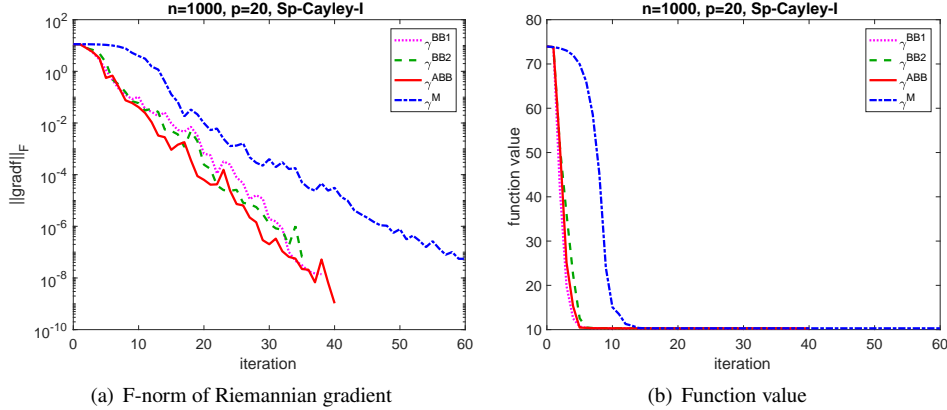 n=1000, p=20, Sp-Cayley-I
10^2
10^0
10^-2
10^-4
10^-6
10^-8
10^-10
||gradf||_F
0 10 20 30 40 50 60
iteration
γ^BB1
γ^BB2
γ^ABB
γ^M
(a) F-norm of Riemannian gradient
n=1000, p=20, Sp-Cayley-I
80
70
60
50
40
30
20
10
function value
0 10 20 30 40 50 60
iteration
γ^BB1
γ^BB2
γ^ABB
γ^M
(b) Function value